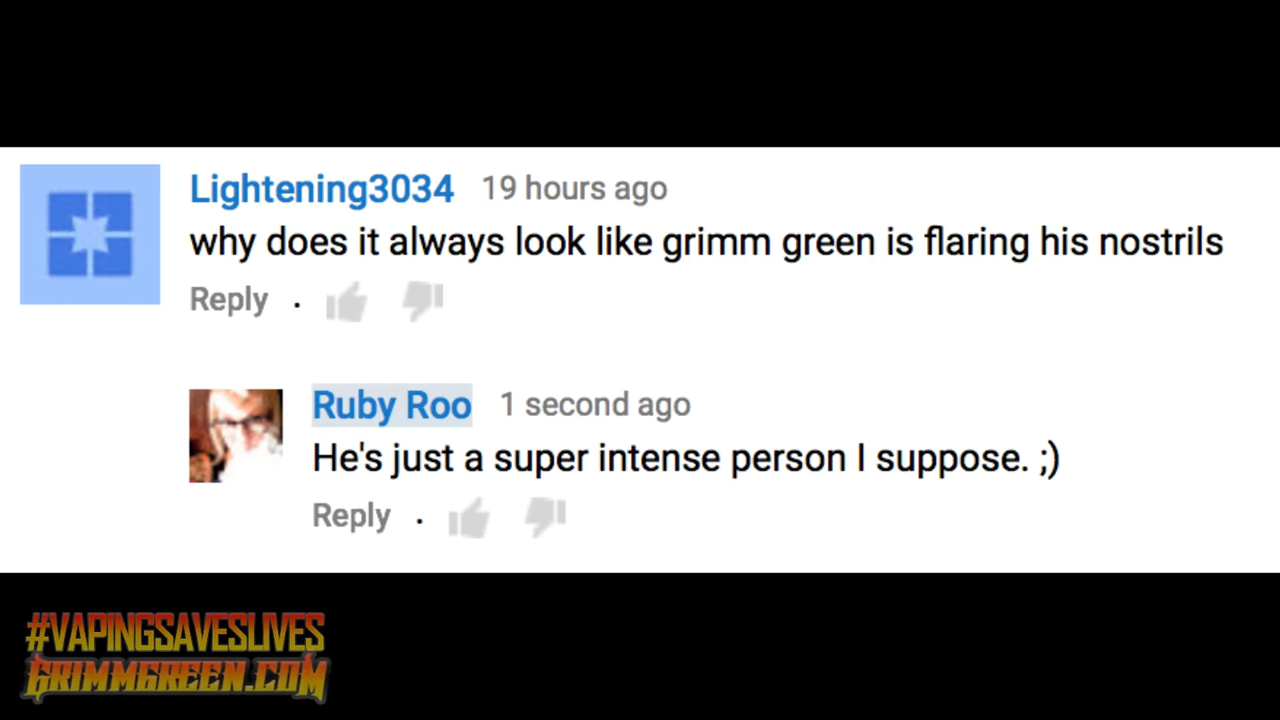 Lightening3034 19 hours ago
why does it always look like grimm green is flaring his nostrils
Reply .
Ruby Roo 1 second ago
He's just a super intense person I suppose. ;)
Reply .
#VAPINGSAVESLIVES
GRIMMGREEN.COM